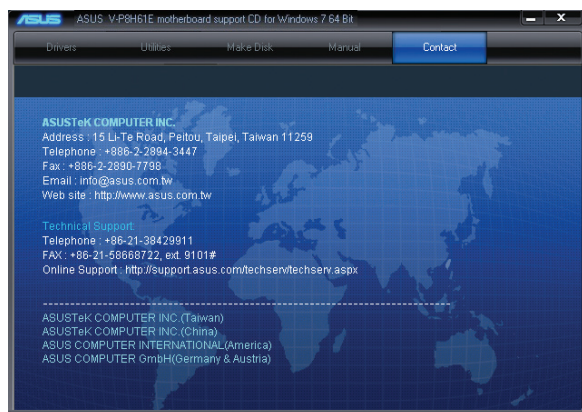 ASUS ASUS V-P8H61E motherboard support CD for Windows 7 64 Bit
Drivers Utilities Make Disk Manual Contact
ASUSTeK COMPUTER INC.
Address : 15 Li-Te Road, Peitou, Taipei, Taiwan 11259
Telephone : +886-2-2894-3447
Fax : +886-2-2890-7798
Email : info@asus.com.tw
Web site : http://www.asus.com.tw
Technical Support
Telephone : +86-21-38429911
FAX : +86-21-58668722, ext. 9101#
Online Support : http://support.asus.com/techserv/techserv.aspx
ASUSTeK COMPUTER INC.(Taiwan)
ASUSTeK COMPUTER INC.(China)
ASUS COMPUTER INTERNATIONAL(America)
ASUS COMPUTER GmbH(Germany & Austria)